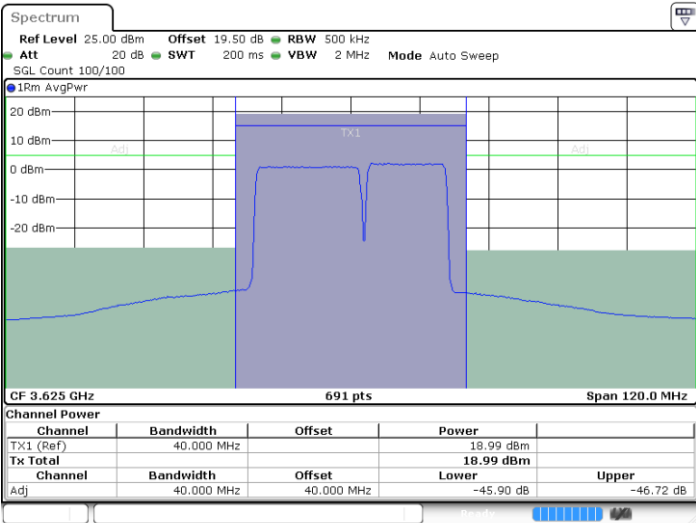 Spectrum
Ref Level 25.00 dBm Offset 19.50 dB RBW 500 kHz
Att 20 dB SWT 200 ms VBW 2 MHz Mode Auto Sweep
SGL Count 100/100
1Rm AvgPwr
20 dBm
TX1
10 dBm
Adj Adj
0 dBm
-10 dBm
-20 dBm
CF 3.625 GHz 691 pts Span 120.0 MHz
Channel Power
Channel Bandwidth Offset Power
TX1 (Ref) 40.000 MHz 18.99 dBm
Tx Total 18.99 dBm
Channel Bandwidth Offset Lower Upper
Adj 40.000 MHz 40.000 MHz -45.90 dB -46.72 dB
Ready